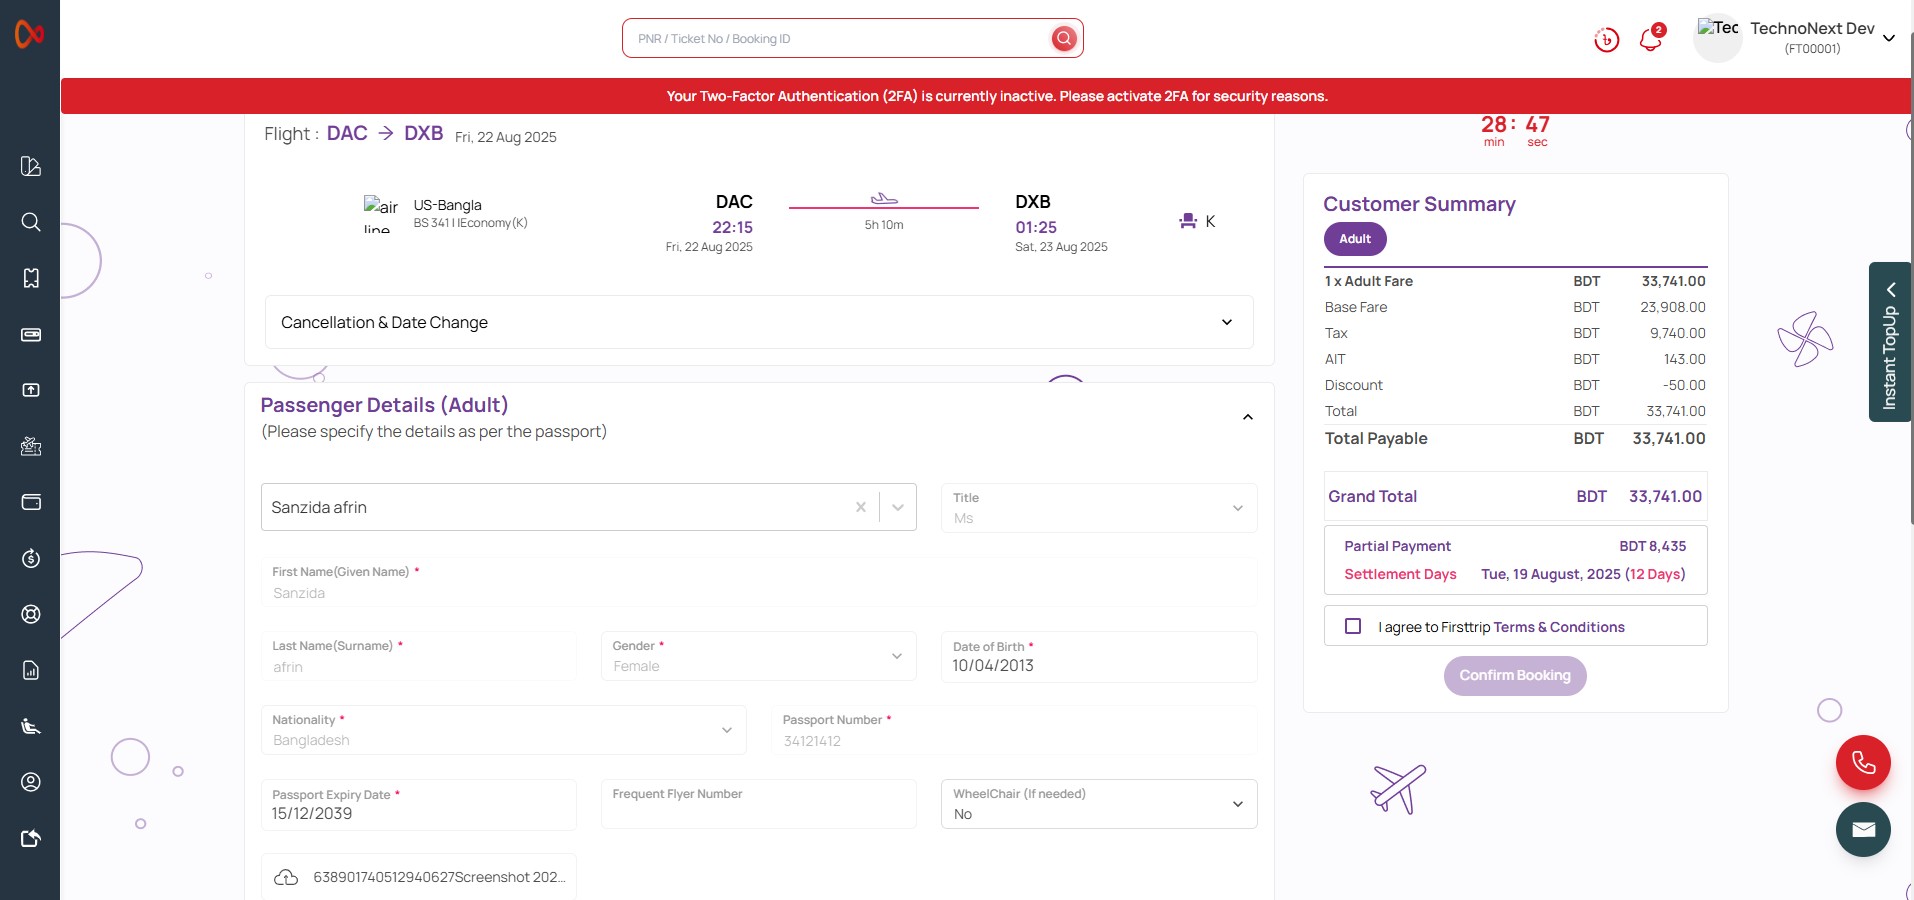 PNR / Ticket No / Booking ID
2
Tec
TechnoNext Dev
(FT00001)
Your Two-Factor Authentication (2FA) is currently inactive. Please activate 2FA for security reasons.
Flight : DAC → DXB Fri, 22 Aug 2025
28 : 47
min sec
air
line
US-Bangla
BS 341 | |Economy(K)
DAC
22:15
Fri, 22 Aug 2025
5h 10m
DXB
01:25
Sat, 23 Aug 2025
K
Cancellation & Date Change
Customer Summary
Adult
1 x Adult Fare BDT 33,741.00
Base Fare BDT 23,908.00
Tax BDT 9,740.00
AIT BDT 143.00
Discount BDT -50.00
Total BDT 33,741.00
Total Payable BDT 33,741.00
Grand Total BDT 33,741.00
Partial Payment BDT 8,435
Settlement Days Tue, 19 August, 2025 (12 Days)
I agree to Firsttrip Terms & Conditions
Confirm Booking
Instant TopUp
Passenger Details (Adult)
(Please specify the details as per the passport)
Sanzida afrin
Title
Ms
First Name(Given Name) *
Sanzida
Last Name(Surname) *
afrin
Gender *
Female
Date of Birth *
10/04/2013
Nationality *
Bangladesh
Passport Number *
34121412
Passport Expiry Date *
15/12/2039
Frequent Flyer Number
WheelChair (If needed)
No
638901740512940627Screenshot 202...